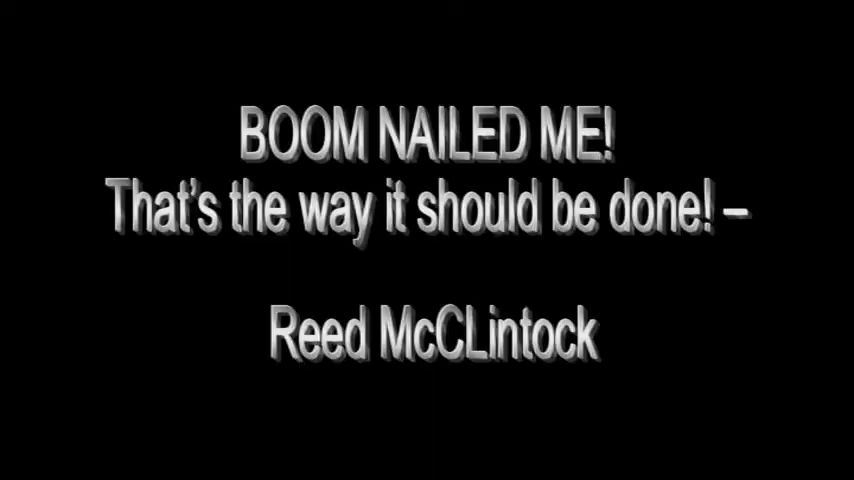 BOOM NAILED ME!
That’s the way it should be done! –
Reed McCLintock